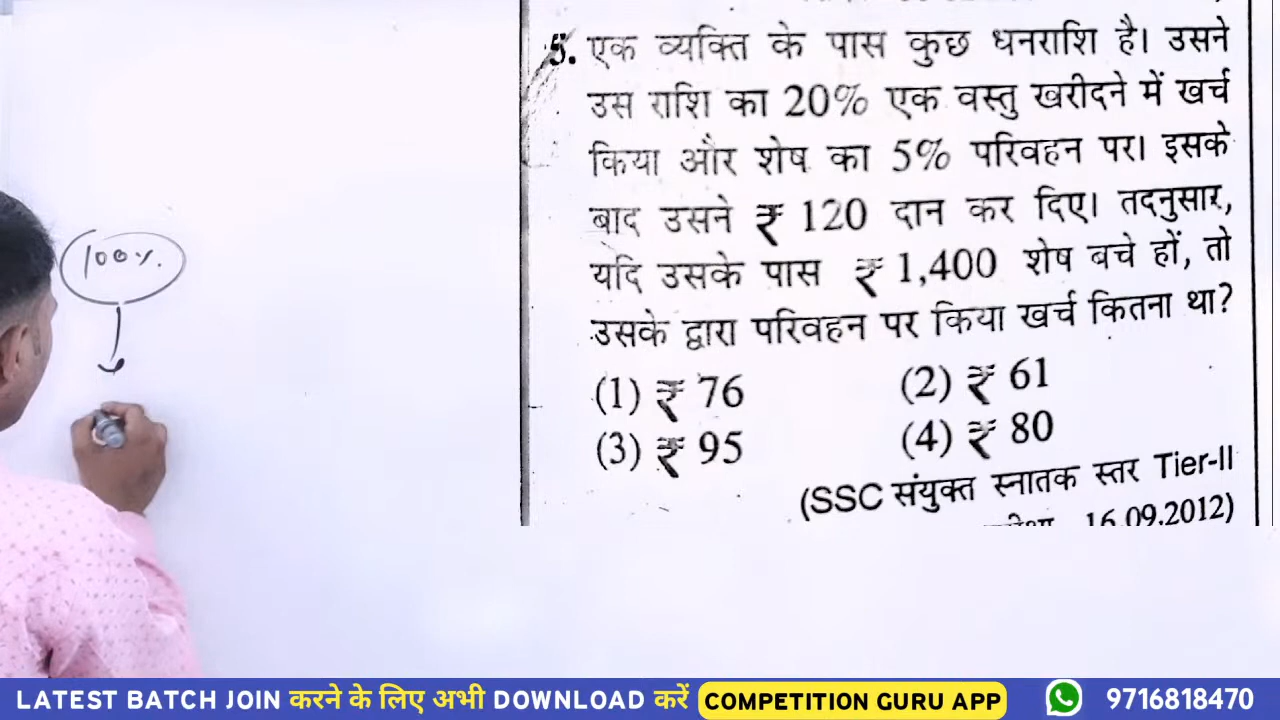 100%.
5. एक व्यक्ति के पास कुछ धनराशि है। उसने
उस राशि का 20% एक वस्तु खरीदने में खर्च
किया और शेष का 5% परिवहन पर। इसके
बाद उसने ₹ 120 दान कर दिए। तदनुसार,
यदि उसके पास ₹ 1,400 शेष बचे हों, तो
उसके द्वारा परिवहन पर किया खर्च कितना था?
(1) ₹ 76 (2) ₹ 61
(3) ₹ 95 (4) ₹ 80
(SSC संयुक्त स्नातक स्तर Tier-II
16.09.2012)
LATEST BATCH JOIN करने के लिए अभी DOWNLOAD करें COMPETITION GURU APP 9716818470